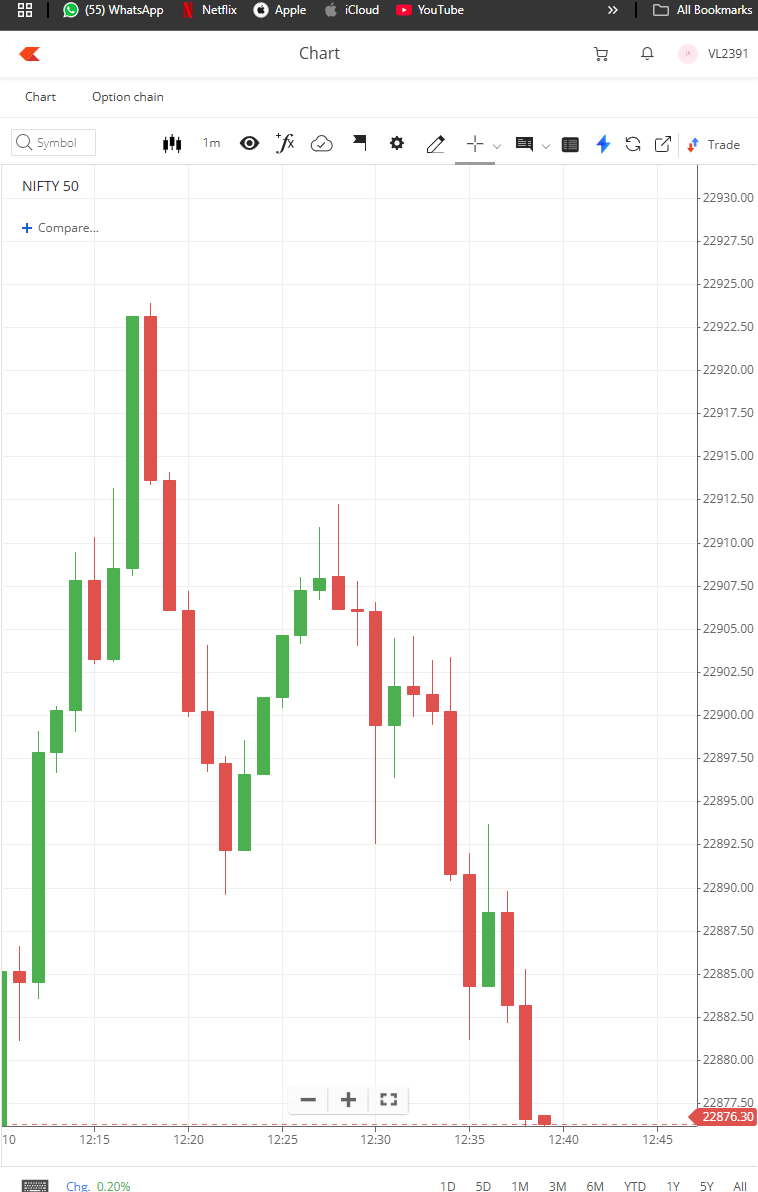 (55) WhatsApp Netflix Apple iCloud YouTube » All Bookmarks
Chart VL2391
Chart Option chain
Symbol 1m fx Trade
NIFTY 50
+ Compare...
22930.00
22927.50
22925.00
22922.50
22920.00
22917.50
22915.00
22912.50
22910.00
22907.50
22905.00
22902.50
22900.00
22897.50
22895.00
22892.50
22890.00
22887.50
22885.00
22882.50
22880.00
22877.50
22876.30
10 12:15 12:20 12:25 12:30 12:35 12:40 12:45
Chg. 0.20% 1D 5D 1M 3M 6M YTD 1Y 5Y All